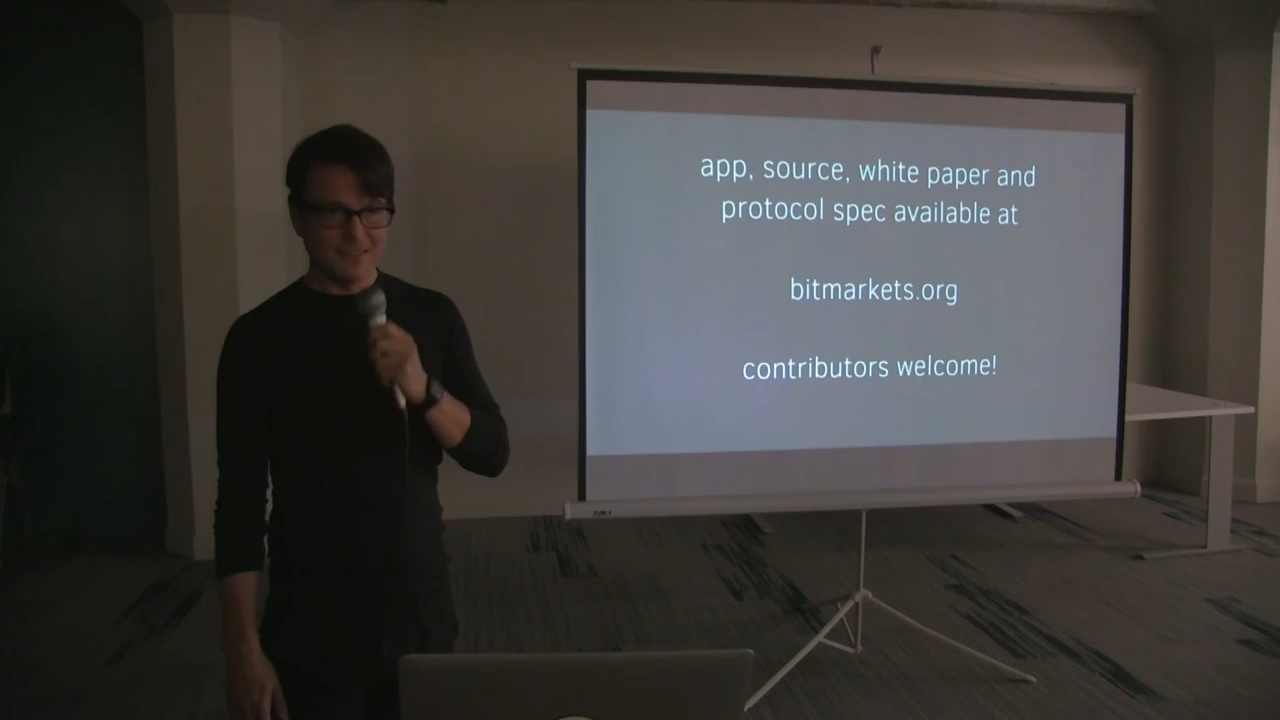 app, source, white paper and
protocol spec available at
bitmarkets.org
contributors welcome!